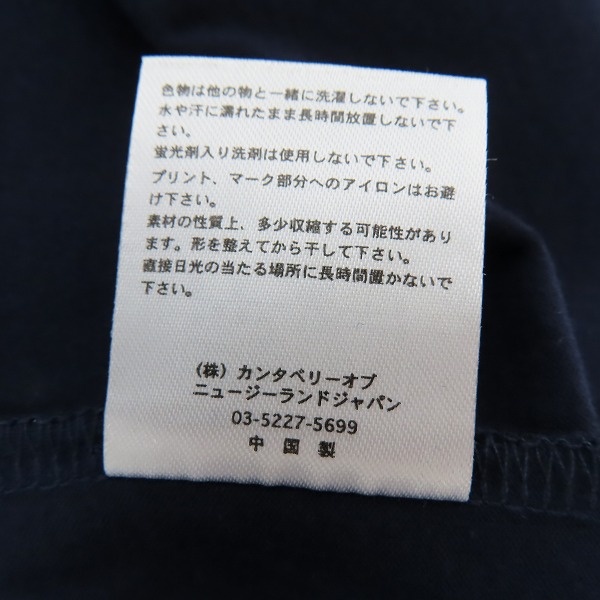 色物は他の物と一緒に洗濯しないで下さい。
水や汗に濡れたまま長時間放置しないで下
さい。
蛍光剤入り洗剤は使用しないで下さい。
プリント、マーク部分へのアイロンはお避
け下さい。
素材の性質上、多少収縮する可能性があり
ます。形を整えてから干して下さい。
直接日光の当たる場所に長時間置かないで
下さい。
(株) カンタベリーオブ
ニュージーランドジャパン
03-5227-5699
中国製